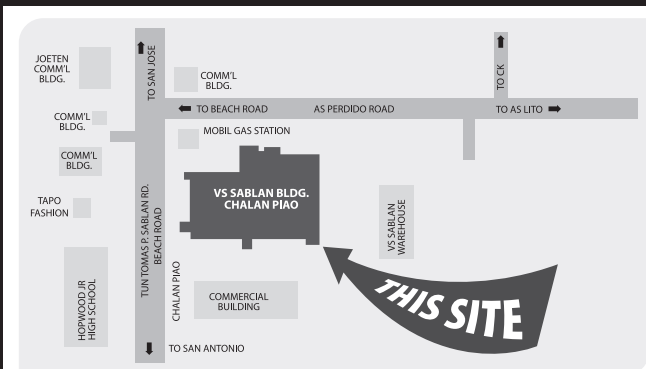 JOETEN
COMM'L
BLDG.
TO SAN JOSE
COMM'L
BLDG.
TO CK
TO BEACH ROAD
AS PERDIDO ROAD
TO AS LITO
COMM'L
BLDG.
MOBIL GAS STATION
COMM'L
BLDG.
VS SABLAN BLDG.
CHALAN PIAO
TAPO
FASHION
TUN TOMAS P. SABLAN RD.
BEACH ROAD
VS SABLAN
WAREHOUSE
HOPWOOD JR
HIGH SCHOOL
CHALAN PIAO
COMMERCIAL
BUILDING
THIS SITE
TO SAN ANTONIO